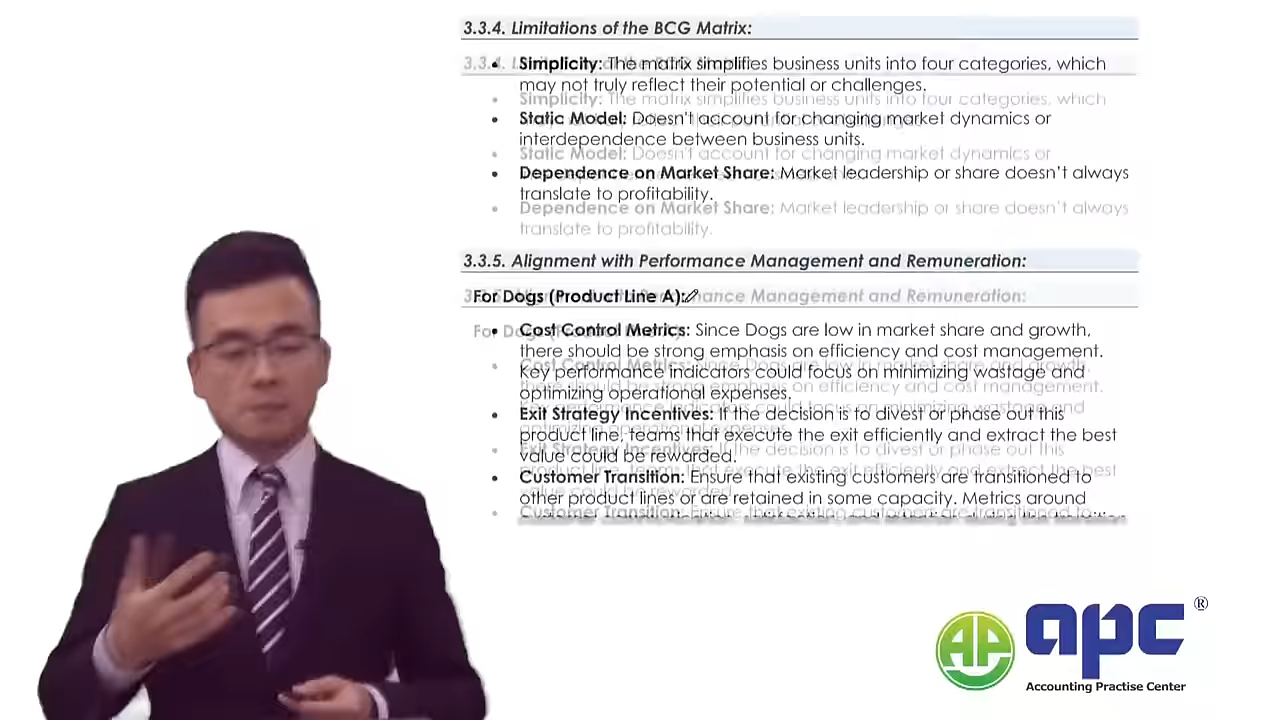 3.3.4. Limitations of the BCG Matrix:
• Simplicity: The matrix simplifies business units into four categories, which
may not truly reflect their potential or challenges.
• Static Model: Doesn't account for changing market dynamics or
interdependence between business units.
• Dependence on Market Share: Market leadership or share doesn't always
translate to profitability.
3.3.5. Alignment with Performance Management and Remuneration:
For Dogs (Product Line A):
• Cost Control Metrics: Since Dogs are low in market share and growth,
there should be strong emphasis on efficiency and cost management.
Key performance indicators could focus on minimizing wastage and
optimizing operational expenses.
• Exit Strategy Incentives: If the decision is to divest or phase out this
product line, teams that execute the exit efficiently and extract the best
value could be rewarded.
• Customer Transition: Ensure that existing customers are transitioned to
other product lines or are retained in some capacity. Metrics around
AP
apc ®
Accounting Practise Center